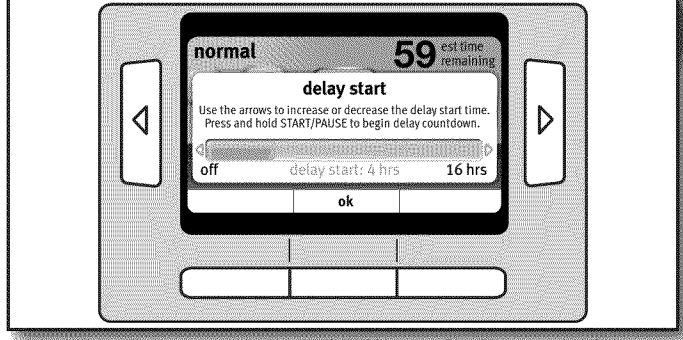 normal 59 est time
remaining
delay start
Use the arrows to increase or decrease the delay start time.
Press and hold START/PAUSE to begin delay countdown.
off delay start: 4 hrs 16 hrs
ok